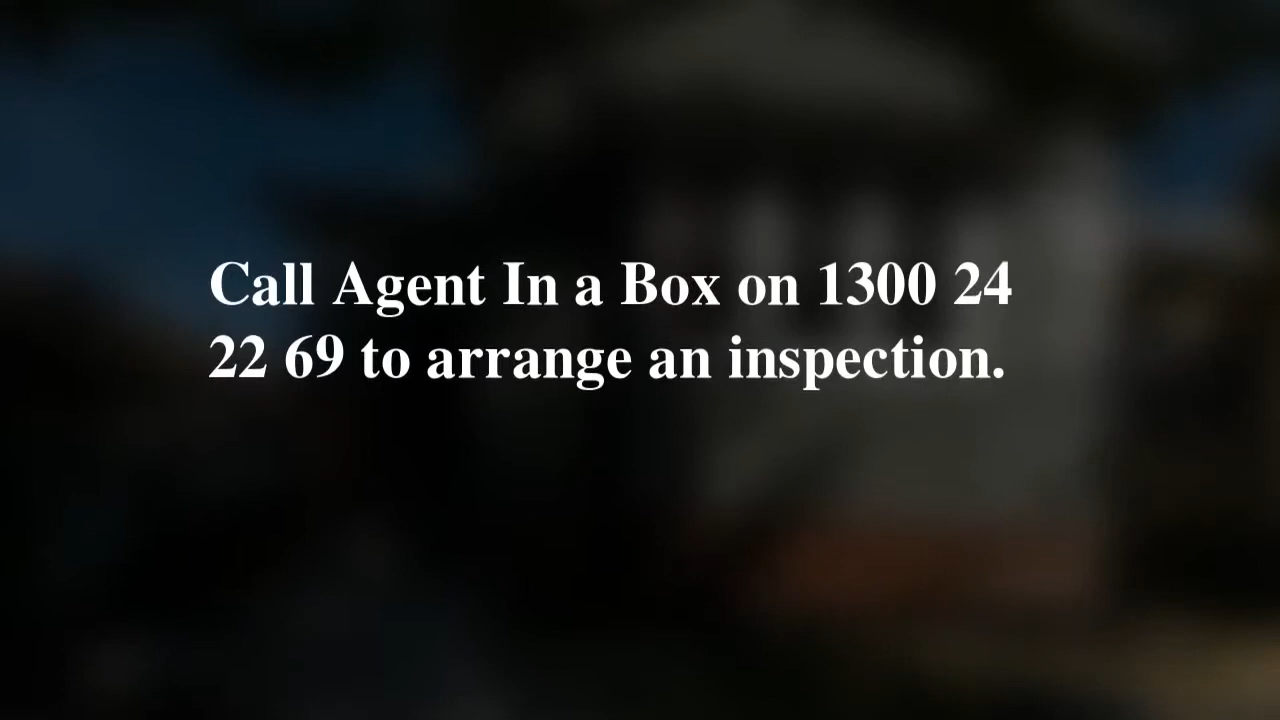 Call Agent In a Box on 1300 24
22 69 to arrange an inspection.